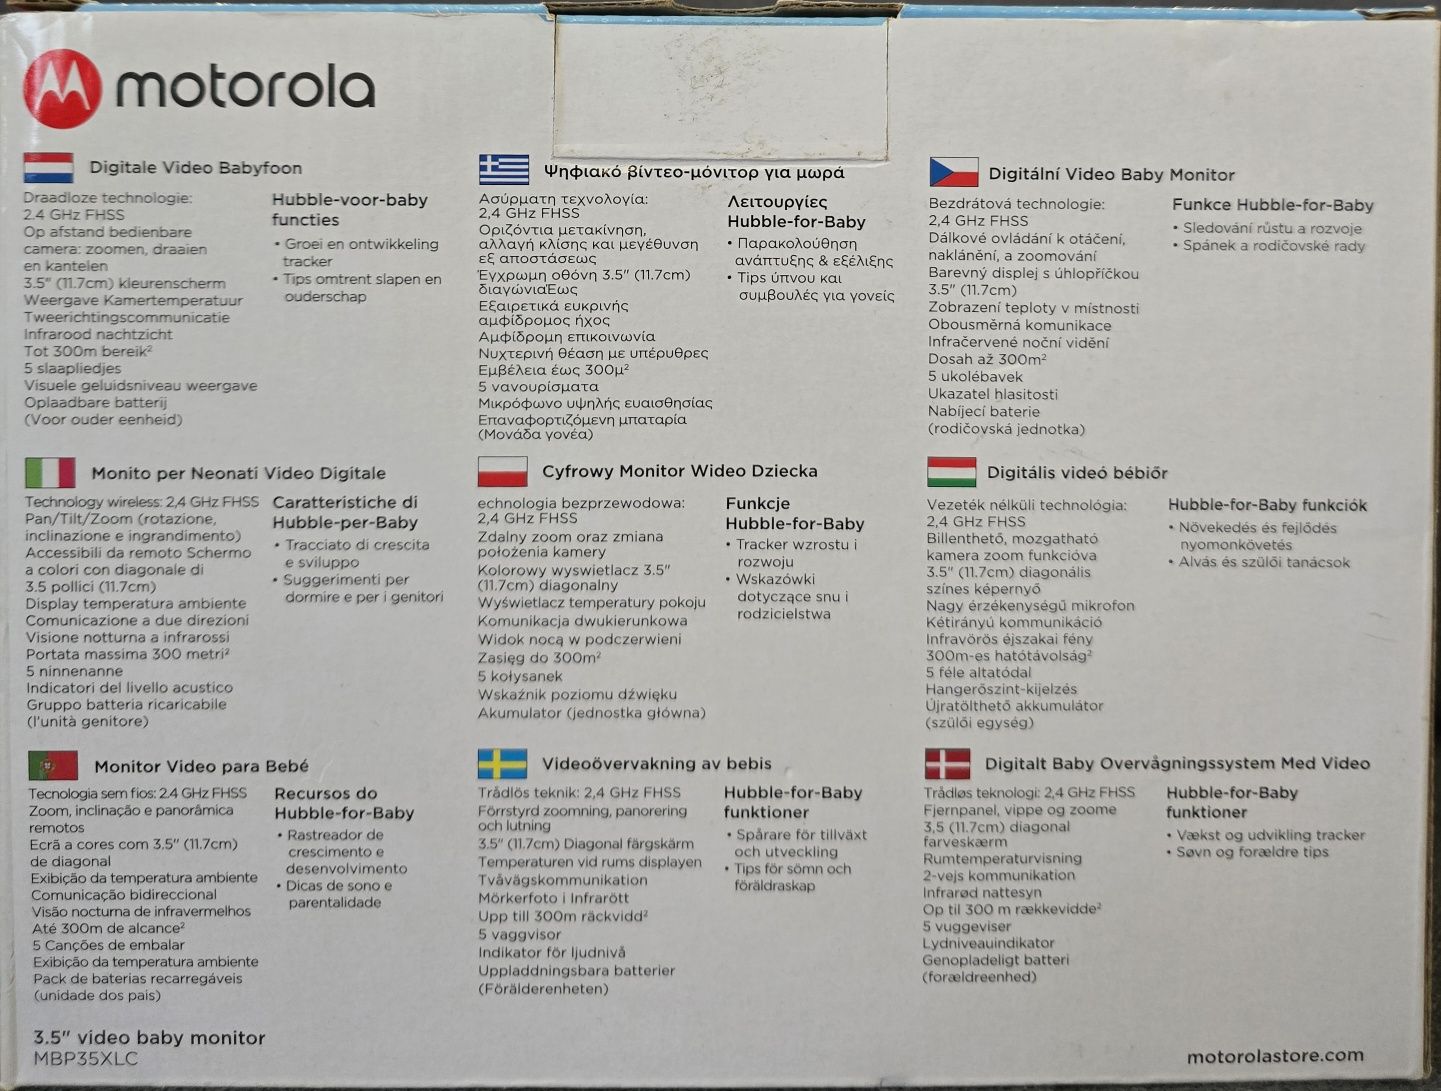 motorola
Digitale Video Babyfoon
Draadloze technologie:
2.4 GHz FHSS
Op afstand bedienbare
camera: zoomen, draaien
en kantelen
3.5" (11.7cm) kleurenscherm
Weergave Kamertemperatuur
Tweerichtingscommunicatie
Infrarood nachtzicht
Tot 300m bereik²
5 slaapliedjes
Visuele geluidsniveau weergave
Oplaadbare batterij
(Voor ouder eenheid)
Hubble-voor-baby
functies
• Groei en ontwikkeling
tracker
• Tips omtrent slapen en
ouderschap
Ψηφιακό βίντεο-μόνιτορ για μωρά
Ασύρματη τεχνολογία:
2,4 GHz FHSS
Οριζόντια μετακίνηση,
αλλαγή κλίσης και μεγέθυνση
εξ αποστάσεως
Έγχρωμη οθόνη 3.5" (11.7cm)
διαγώνιαΈως
Εξαιρετικά ευκρινής
αμφίδρομος ήχος
Αμφίδρομη επικοινωνία
Νυχτερινή θέαση με υπέρυθρες
Εμβέλεια έως 300μ²
5 νανουρίσματα
Μικρόφωνο υψηλής ευαισθησίας
Επαναφορτιζόμενη μπαταρία
(Μονάδα γονέα)
Λειτουργίες
Hubble-for-Baby
• Παρακολούθηση
ανάπτυξης & εξέλιξης
• Tips ύπνου και
συμβουλές για γονείς
Digitální Video Baby Monitor
Bezdrátová technologie:
2,4 GHz FHSS
Dálkové ovládání k otáčení,
naklánění, a zoomování
Barevný displej s úhlopříčkou
3.5" (11.7cm)
Zobrazení teploty v místnosti
Obousměrná komunikace
Infračervené noční vidění
Dosah až 300m²
5 ukolébavek
Ukazatel hlasitosti
Nabíjecí baterie
(rodičovská jednotka)
Funkce Hubble-for-Baby
• Sledování růstu a rozvoje
• Spánek a rodičovské rady
Monito per Neonati Video Digitale
Technology wireless: 2,4 GHz FHSS
Pan/Tilt/Zoom (rotazione,
inclinazione e ingrandimento)
Accessibili da remoto Schermo
a colori con diagonale di
3.5 pollici (11.7cm)
Display temperatura ambiente
Comunicazione a due direzioni
Visione notturna a infrarossi
Portata massima 300 metri²
5 ninnenanne
Indicatori del livello acustico
Gruppo batteria ricaricabile
(l'unità genitore)
Caratteristiche di
Hubble-per-Baby
• Tracciato di crescita
e sviluppo
• Suggerimenti per
dormire e per i genitori
Cyfrowy Monitor Wideo Dziecka
echnologia bezprzewodowa:
2,4 GHz FHSS
Zdalny zoom oraz zmiana
położenia kamery
Kolorowy wyswietlacz 3.5"
(11.7cm) diagonalny
Wyświetlacz temperatury pokoju
Komunikacja dwukierunkowa
Widok nocą w podczerwieni
Zasięg do 300m²
5 kołysanek
Wskaźnik poziomu dźwięku
Akumulator (jednostka główna)
Funkcje
Hubble-for-Baby
• Tracker wzrostu i
rozwoju
• Wskazówki
dotyczące snu i
rodzicielstwa
Digitális videó bébiőr
Vezeték nélküli technológia:
2,4 GHz FHSS
Billenthető, mozgatható
kamera zoom funkcióva
3.5" (11.7cm) diagonális
színes képernyő
Nagy érzékenységű mikrofon
Kétirányú kommunikáció
Infravörös éjszakai fény
300m-es hatótávolság²
5 féle altatódal
Hangerőszint-kijelzés
Újratölthető akkumulátor
(szülői egység)
Hubble-for-Baby funkciók
• Növekedés és fejlődés
nyomonkövetés
• Alvás és szülői tanácsok
Monitor Video para Bebé
Tecnologia sem fios: 2.4 GHz FHSS
Zoom, inclinação e panorâmica
remotos
Ecrã a cores com 3.5" (11.7cm)
de diagonal
Exibição da temperatura ambiente
Comunicação bidireccional
Visão nocturna de infravermelhos
Até 300m de alcance²
5 Canções de embalar
Exibição da temperatura ambiente
Pack de baterias recarregáveis
(unidade dos pais)
Recursos do
Hubble-for-Baby
• Rastreador de
crescimento e
desenvolvimento
• Dicas de sono e
parentalidade
Videoövervakning av bebis
Trådlös teknik: 2,4 GHz FHSS
Förrstyrd zoomning, panorering
och lutning
3.5" (11.7cm) Diagonal färgskärm
Temperaturen vid rums displayen
Tvåvägskommunikation
Mörkerfoto i Infrarött
Upp till 300m räckvidd²
5 vaggvisor
Indikator för ljudnivå
Uppladdningsbara batterier
(Förälderenheten)
Hubble-for-Baby
funktioner
• Spårare för tillväxt
och utveckling
• Tips för sömn och
föräldraskap
Digitalt Baby Overvågningssystem Med Video
Trådløs teknologi: 2,4 GHz FHSS
Fjernpanel, vippe og zoome
3,5 (11.7cm) diagonal
farveskærm
Rumtemperaturvisning
2-vejs kommunikation
Infrarød nattesyn
Op til 300 m rækkevidde²
5 vuggeviser
Lydniveauindikator
Genopladeligt batteri
(forældreenhed)
Hubble-for-Baby
funktioner
• Vækst og udvikling tracker
• Søvn og forældre tips
3.5" video baby monitor
MBP35XLC
motorolastore.com